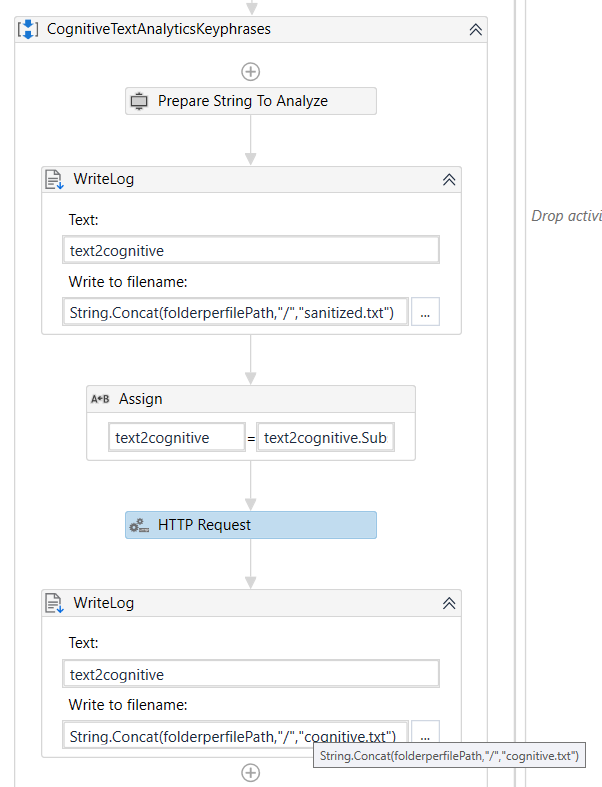 CognitiveTextAnalyticsKeyphrases
Prepare String To Analyze
WriteLog
Text:
text2cognitive
Write to filename:
String.Concat(folderperfilePath,"/","sanitized.txt")
...
Drop activi
A+B Assign
text2cognitive = text2cognitive.Sub
HTTP Request
WriteLog
Text:
text2cognitive
Write to filename:
String.Concat(folderperfilePath,"/","cognitive.txt")
...
String.Concat(folderperfilePath,"/","cognitive.txt")